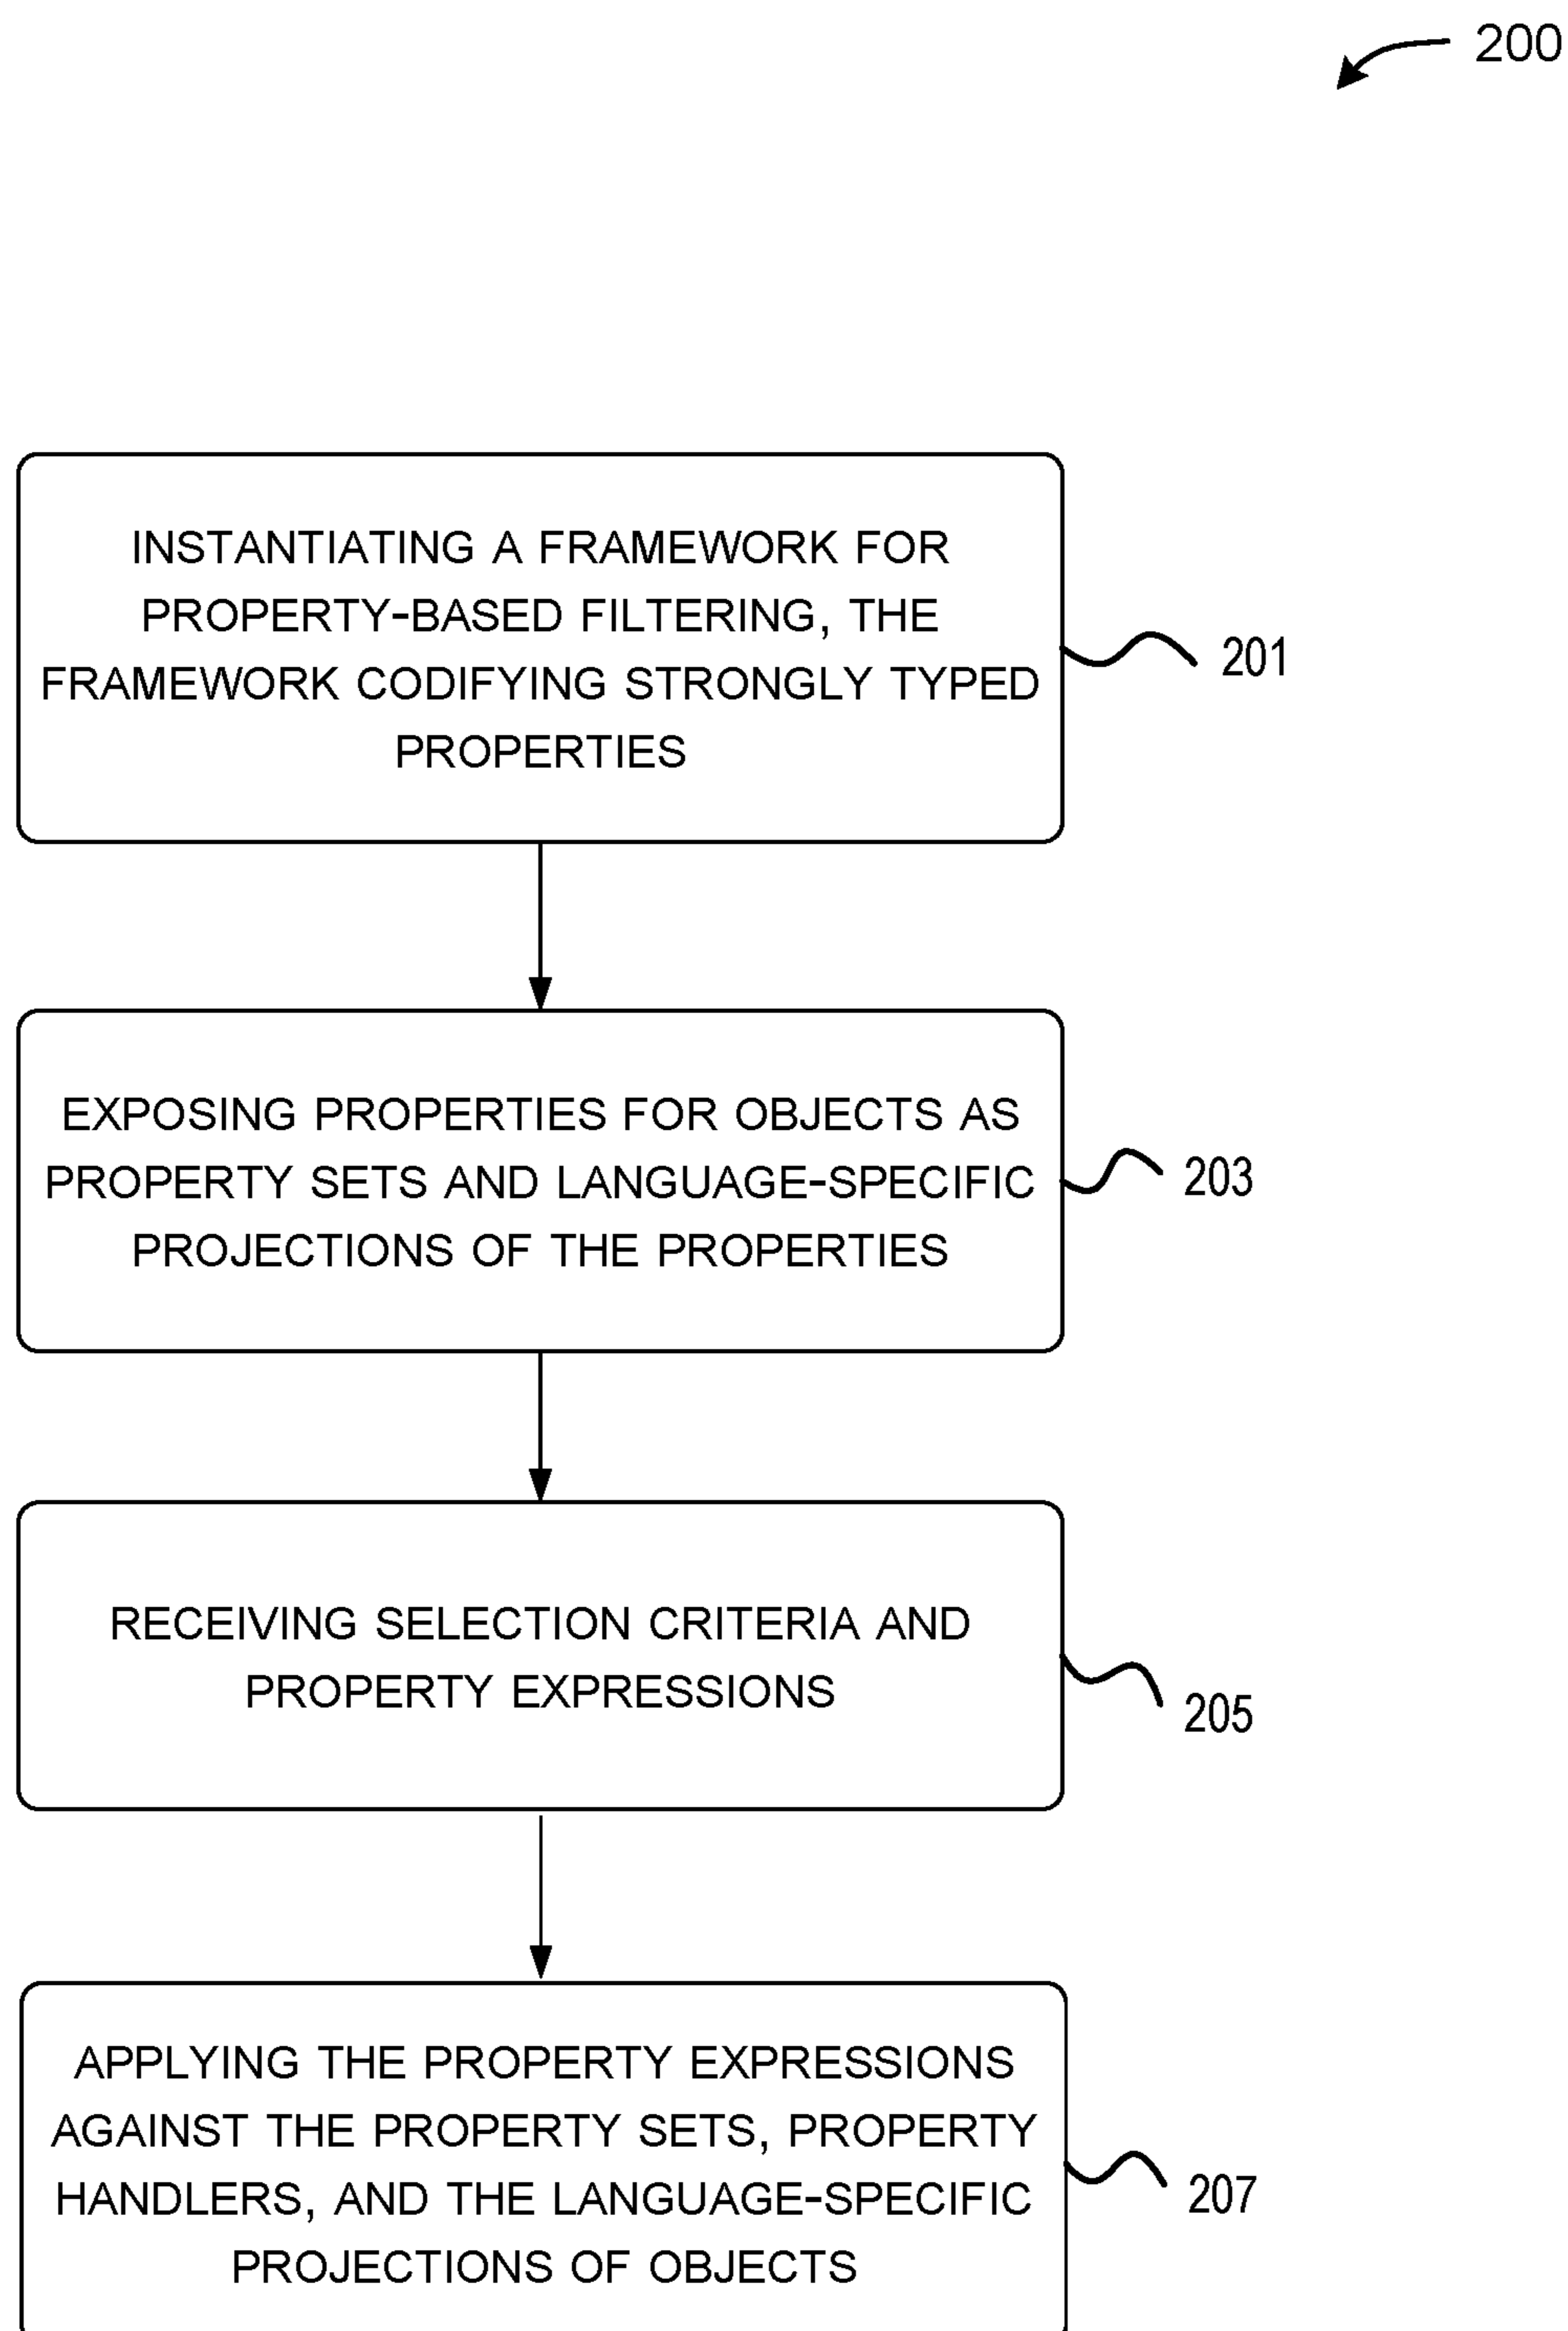 200
INSTANTIATING A FRAMEWORK FOR
PROPERTY-BASED FILTERING, THE
FRAMEWORK CODIFYING STRONGLY TYPED
PROPERTIES
201
EXPOSING PROPERTIES FOR OBJECTS AS
PROPERTY SETS AND LANGUAGE-SPECIFIC
PROJECTIONS OF THE PROPERTIES
203
RECEIVING SELECTION CRITERIA AND
PROPERTY EXPRESSIONS
205
APPLYING THE PROPERTY EXPRESSIONS
AGAINST THE PROPERTY SETS, PROPERTY
HANDLERS, AND THE LANGUAGE-SPECIFIC
PROJECTIONS OF OBJECTS
207